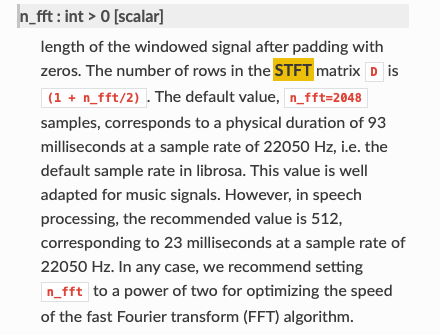 n_fft : int > 0 [scalar]
length of the windowed signal after padding with
zeros. The number of rows in the STFT matrix D is
(1 + n_fft/2) . The default value, n_fft=2048
samples, corresponds to a physical duration of 93
milliseconds at a sample rate of 22050 Hz, i.e. the
default sample rate in librosa. This value is well
adapted for music signals. However, in speech
processing, the recommended value is 512,
corresponding to 23 milliseconds at a sample rate of
22050 Hz. In any case, we recommend setting
n_fft to a power of two for optimizing the speed
of the fast Fourier transform (FFT) algorithm.